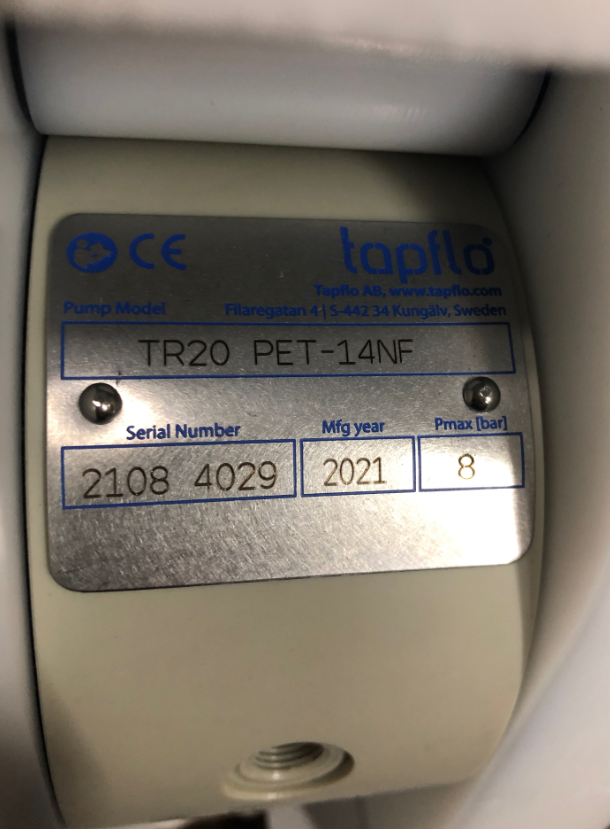 CE
tapflo
Tapflo AB, www.tapflo.com
Pump Model
Filaregatan 4 | S-442 34 Kungälv, Sweden
TR20 PET-14NF
Serial Number
Mfg year
Pmax [bar]
2108 4029
2021
8